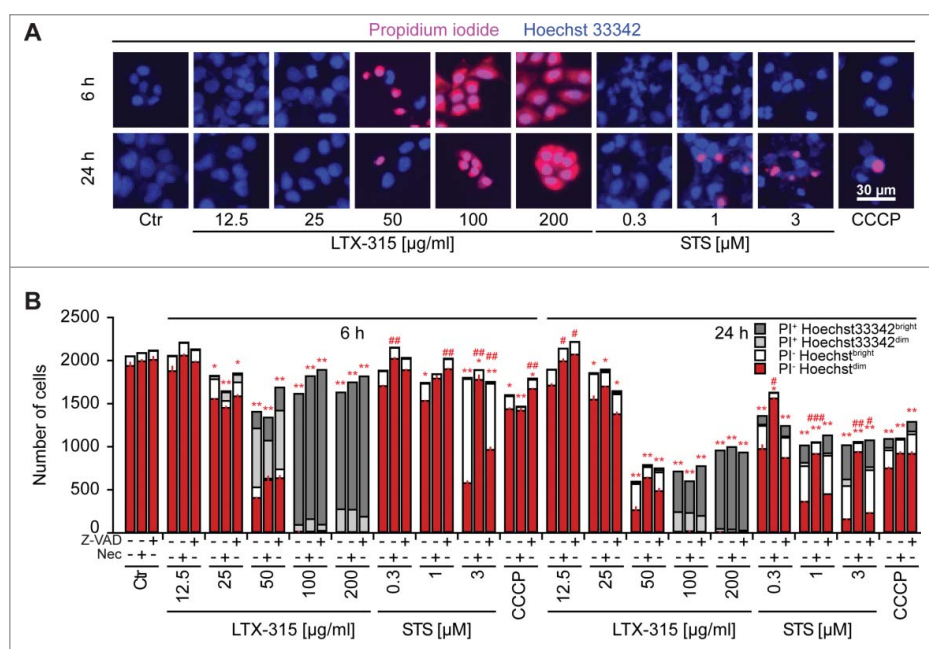 A
Propidium iodide Hoechst 33342
6 h
24 h
30 µm
Ctr 12.5 25 50 100 200 0.3 1 3 CCCP
LTX-315 [µg/ml] STS [µM]
B
2500
2000
1500
1000
500
0
Number of cells
6 h 24 h
PI+ Hoechst33342bright
PI+ Hoechst33342dim
PI- Hoechstbright
PI- Hoechstdim
* ** * ** ** ** ** ** ** ** ** ** ## * ## ** ## * ## ** * ** ## *
# # * * * ** ** ** ** ** ** ** ** ** ** # * ** ** ### ** ** ** ## ** # ** ** ** **
Z-VAD - - + - - + - - + - - + - - + - - + - - + - - + - - + - - + - - + - - + - - + - - + - - + - - + - - + - - + - - +
Nec - + - - + - - + - - + - - + - - + - - + - - + - - + - - + - - + - - + - - + - - + - - + - - + - - + - - + - - + -
Ctr 12.5 25 50 100 200 0.3 1 3 CCCP 12.5 25 50 100 200 0.3 1 3 CCCP
LTX-315 [µg/ml] STS [µM] LTX-315 [µg/ml] STS [µM]